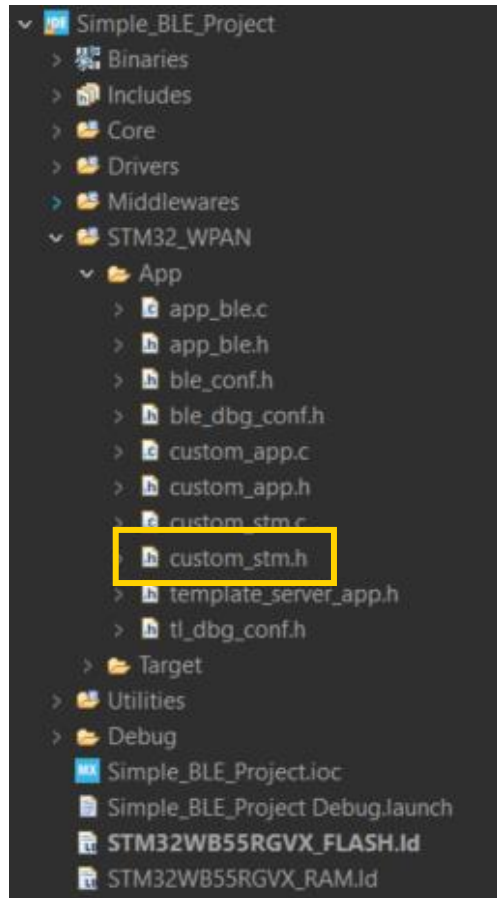 Simple_BLE_Project
Binaries
Includes
Core
Drivers
Middlewares
STM32_WPAN
App
app_ble.c
app_ble.h
ble_conf.h
ble_dbg_conf.h
custom_app.c
custom_app.h
custom_stm.c
custom_stm.h
template_server_app.h
tl_dbg_conf.h
Target
Utilities
Debug
Simple_BLE_Project.ioc
Simple_BLE_Project Debug.launch
STM32WB55RGVX_FLASH.ld
STM32WB55RGVX_RAM.ld